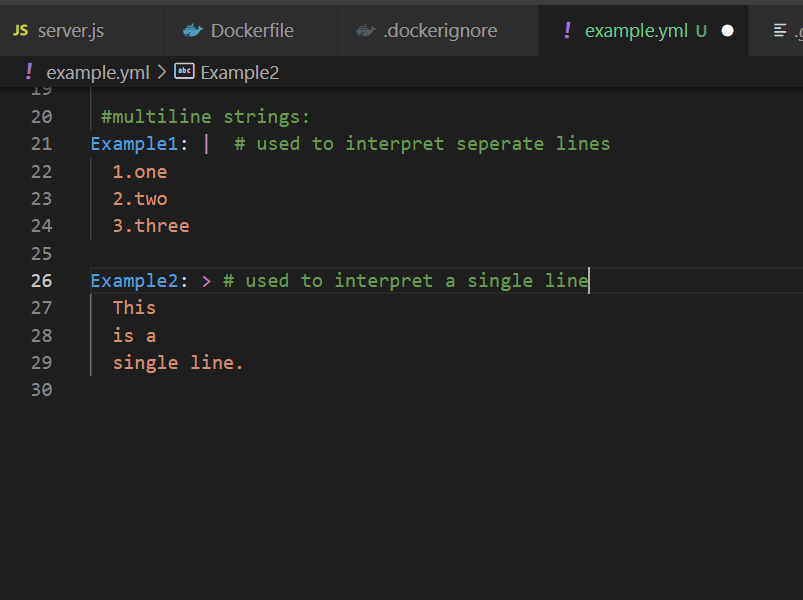 JS server.js Dockerfile .dockerignore ! example.yml U
! example.yml > abc Example2
19
20 #multiline strings:
21 Example1: | # used to interpret seperate lines
22 1.one
23 2.two
24 3.three
25
26 Example2: > # used to interpret a single line
27 This
28 is a
29 single line.
30